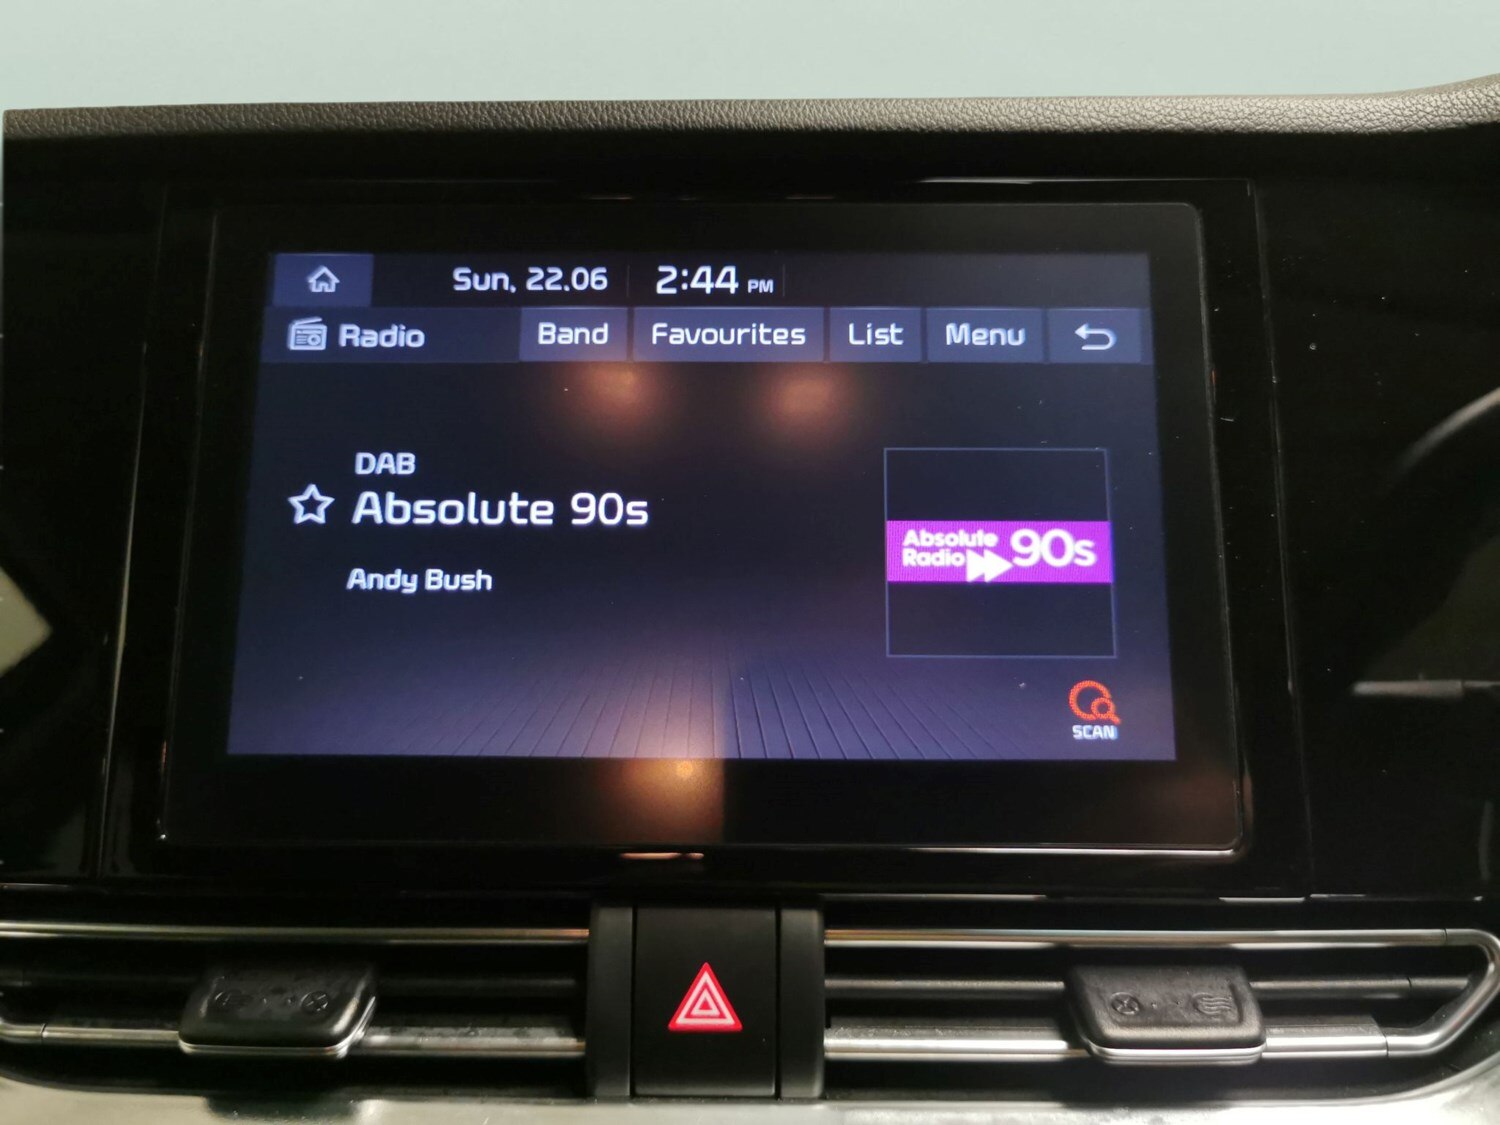 Sun, 22.06 2:44 PM
Radio Band Favourites List Menu
DAB
Absolute 90s
Andy Bush
Absolute
Radio 90s
SCAN